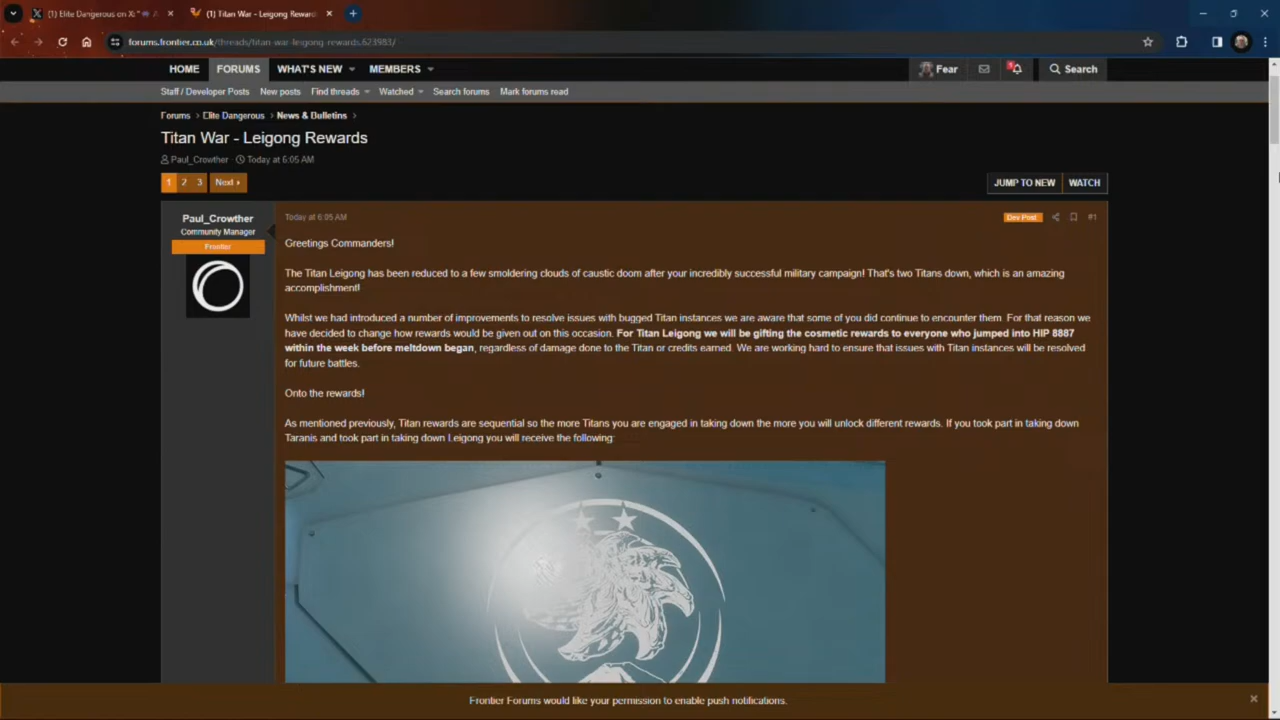 (1) Elite Dangerous on X: "
(1) Titan War - Leigong Reward
forums.frontier.co.uk/threads/titan-war-leigong-rewards.623983/
HOME FORUMS WHAT'S NEW MEMBERS Fear 1 Search
Staff / Developer Posts New posts Find threads Watched Search forums Mark forums read
Forums > Elite Dangerous > News & Bulletins >
Titan War - Leigong Rewards
Paul_Crowther Today at 6:05 AM
1 2 3 Next JUMP TO NEW WATCH
Paul_Crowther
Community Manager
Frontier
Today at 6:05 AM Dev Post #1
Greetings Commanders!
The Titan Leigong has been reduced to a few smoldering clouds of caustic doom after your incredibly successful military campaign! That's two Titans down, which is an amazing
accomplishment!
Whilst we had introduced a number of improvements to resolve issues with bugged Titan instances we are aware that some of you did continue to encounter them. For that reason we
have decided to change how rewards would be given out on this occasion. For Titan Leigong we will be gifting the cosmetic rewards to everyone who jumped into HIP 8887
within the week before meltdown began, regardless of damage done to the Titan or credits earned. We are working hard to ensure that issues with Titan instances will be resolved
for future battles.
Onto the rewards!
As mentioned previously, Titan rewards are sequential so the more Titans you are engaged in taking down the more you will unlock different rewards. If you took part in taking down
Taranis and took part in taking down Leigong you will receive the following:
Frontier Forums would like your permission to enable push notifications.